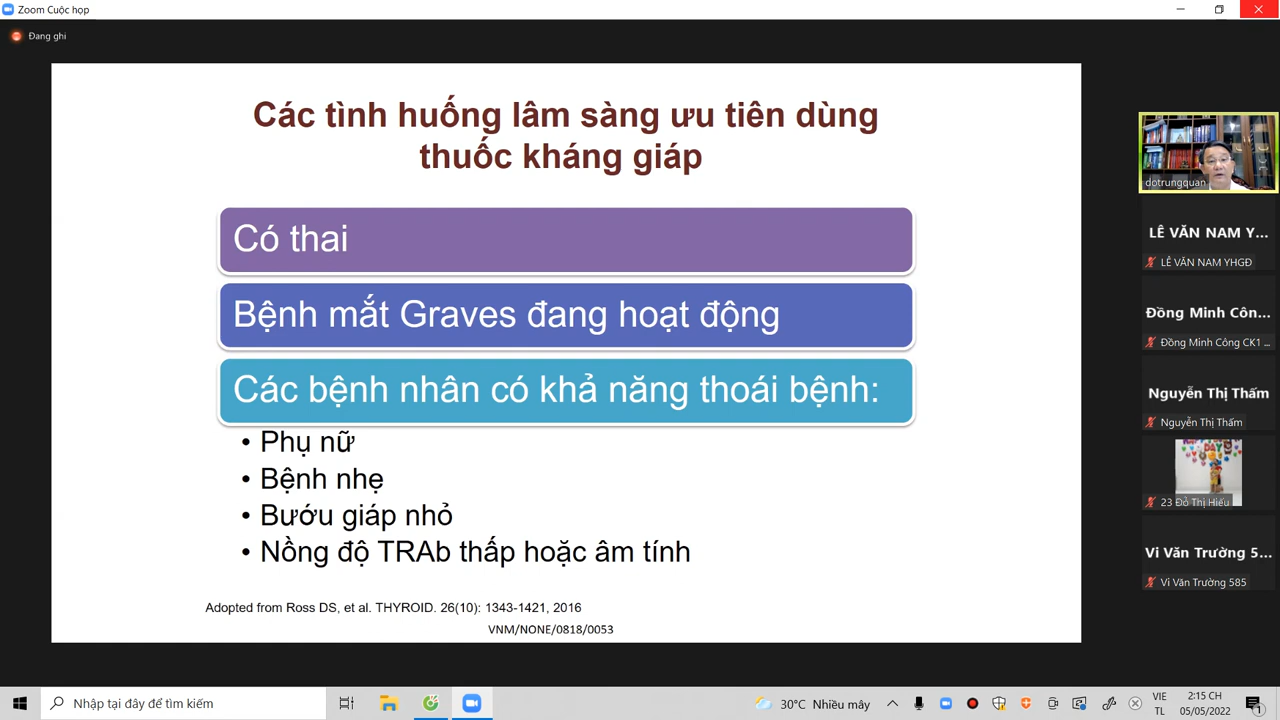 Zoom Cuộc họp
Đang ghi
Các tình huống lâm sàng ưu tiên dùng
thuốc kháng giáp
Có thai
Bệnh mắt Graves đang hoạt động
Các bệnh nhân có khả năng thoái bệnh:
• Phụ nữ
• Bệnh nhẹ
• Bướu giáp nhỏ
• Nồng độ TRAb thấp hoặc âm tính
Adopted from Ross DS, et al. THYROID. 26(10): 1343-1421, 2016
VNM/NONE/0818/0053
dotrungquan
LÊ VĂN NAM Y...
LÊ VĂN NAM YHGĐ
Đồng Minh Côn...
Đồng Minh Công CK1 ...
Nguyễn Thị Thấm
Nguyễn Thị Thấm
23 Đỗ Thị Hiếu
Vi Văn Trường 5...
Vi Văn Trường 585
Nhập tại đây để tìm kiếm
30°C Nhiều mây
VIE
TL
2:15 CH
05/05/2022
1